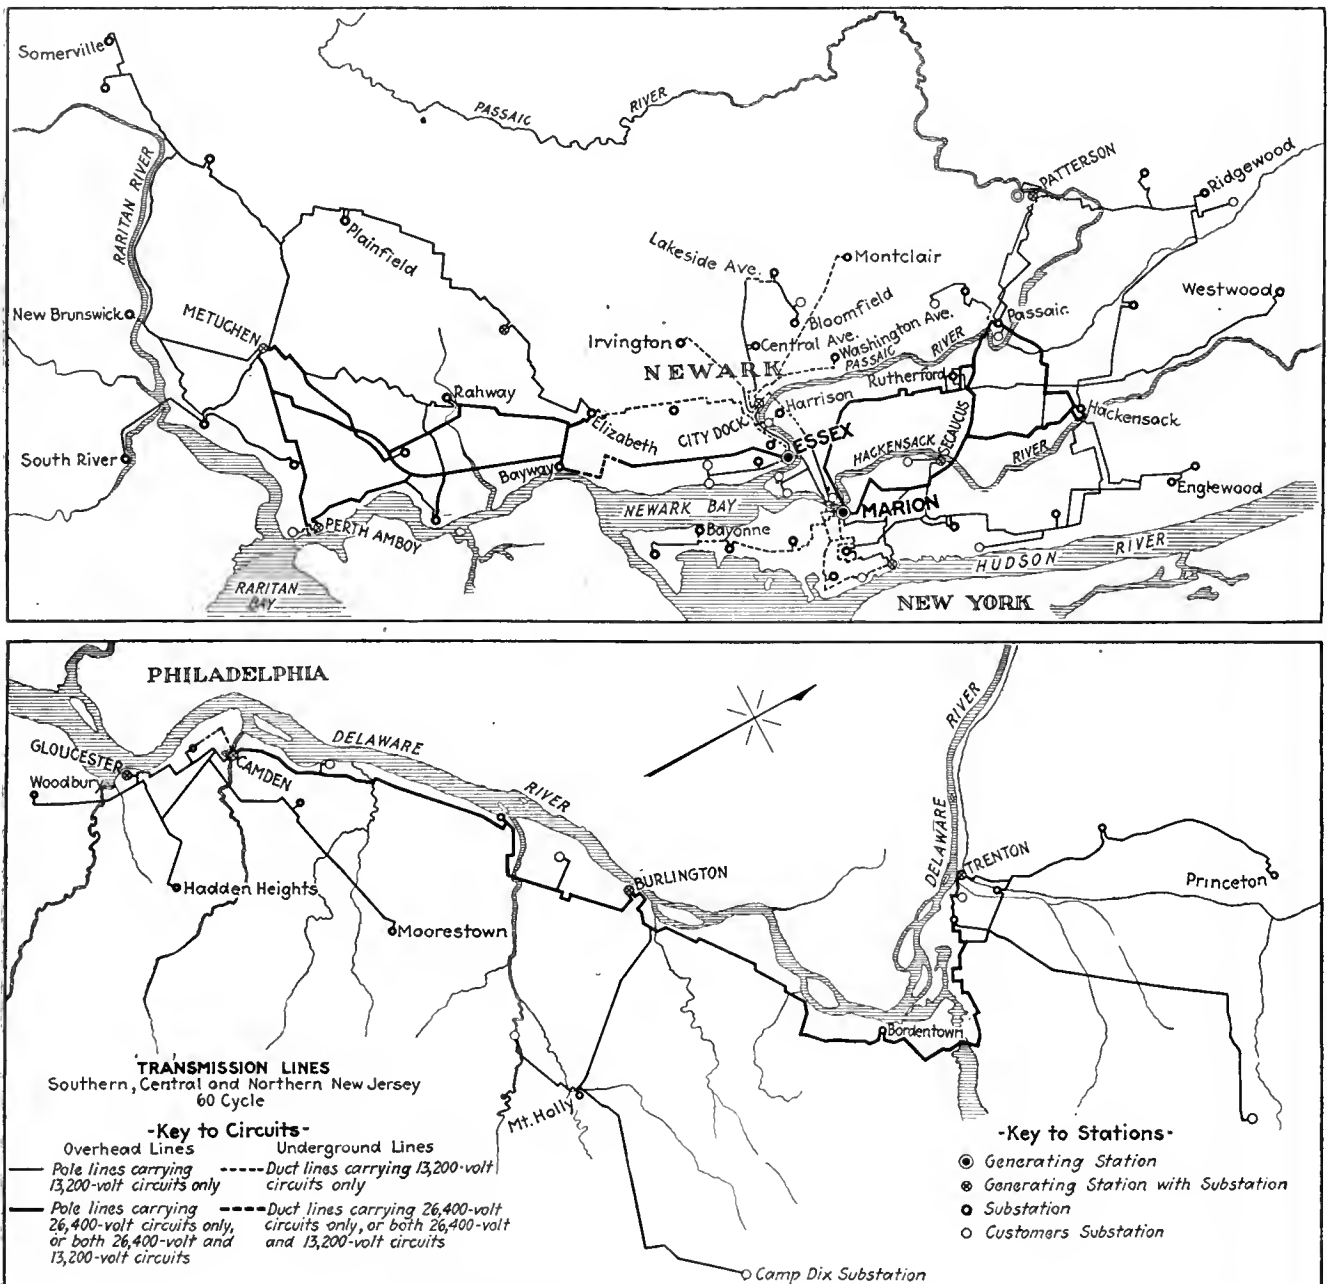 Somerville
PASSAIC
RIVER
PATTERSON
Ridgewood
RARITAN RIVER
Plainfield
Lakeside Ave.
Montclair
Westwood
New Brunswick
METUCHEN
Bloomfield
Passaic
Irvington
Central Ave.
Washington Ave.
NEWARK
PASSAIC
RIVER
Rutherford
Rahway
Harrison
Hackensack
Elizabeth
CITY DOCK
ESSEX
HACKENSACK
SECAUCUS
RIVER
South River
Bayway
NEWARK BAY
MARION
Englewood
PERTH AMBOY
Bayonne
HUDSON
RIVER
RARITAN
BAY
NEW YORK
PHILADELPHIA
RIVER
DELAWARE
GLOUCESTER
CAMDEN
Woodbury
RIVER
DELAWARE
TRENTON
BURLINGTON
Princeton
Hadden Heights
Moorestown
Bordentown
TRANSMISSION LINES
Southern, Central and Northern New Jersey
60 Cycle
Mt. Holly
-Key to Circuits-
Overhead Lines
Pole lines carrying
13,200-volt circuits only
Pole lines carrying
26,400-volt circuits only,
or both 26,400-volt and
13,200-volt circuits
Underground Lines
Duct lines carrying 13,200-volt
circuits only
Duct lines carrying 26,400-volt
circuits only, or both 26,400-volt
and 13,200-volt circuits
-Key to Stations-
Generating Station
Generating Station with Substation
Substation
Customers Substation
Camp Dix Substation